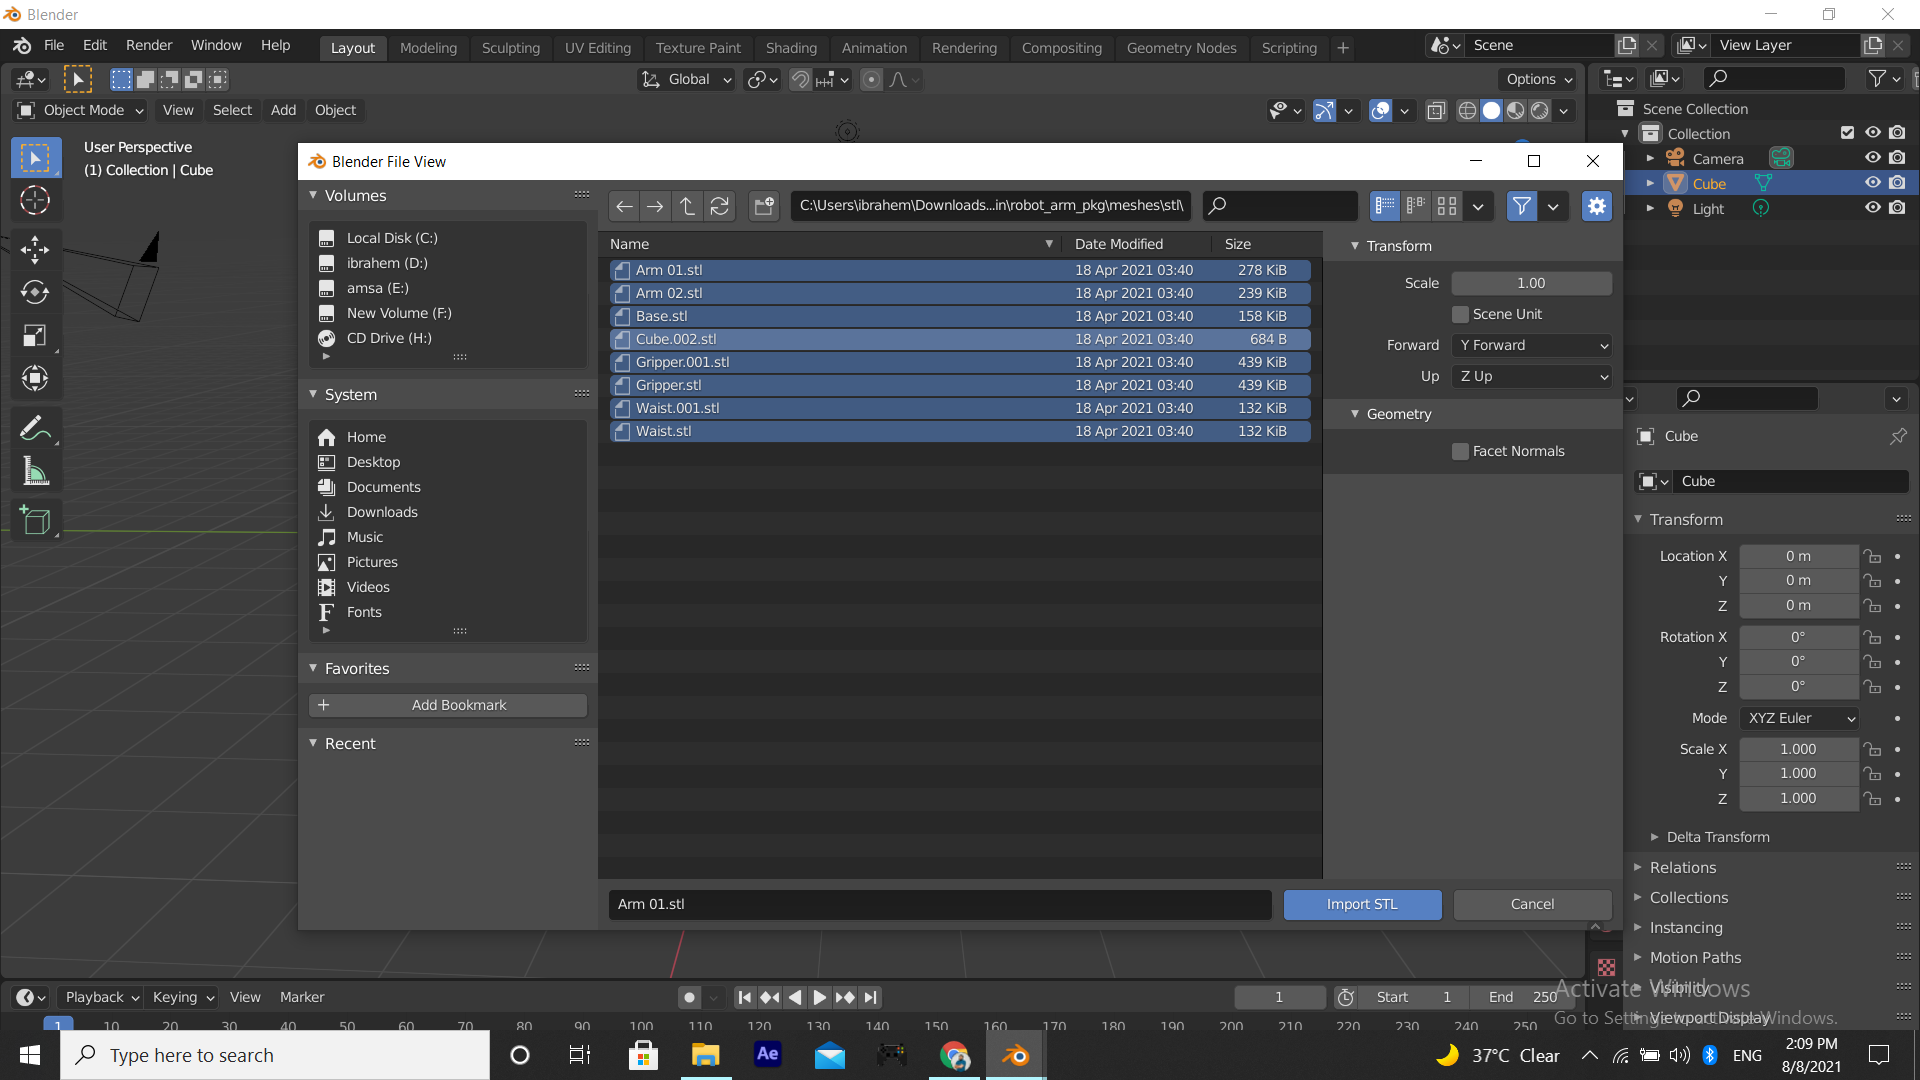 Blender
File Edit Render Window Help Layout Modeling Sculpting UV Editing Texture Paint Shading Animation Rendering Compositing Geometry Nodes Scripting + Scene View Layer
Global Options
Object Mode View Select Add Object
User Perspective
(1) Collection | Cube
Scene Collection
Collection
Camera
Cube
Light
Blender File View
Volumes
Local Disk (C:)
ibrahem (D:)
amsa (E:)
New Volume (F:)
CD Drive (H:)
System
Home
Desktop
Documents
Downloads
Music
Pictures
Videos
Fonts
Favorites
Add Bookmark
Recent
C:\Users\ibrahem\Downloads...in\robot_arm_pkg\meshes\stl\
Name Date Modified Size
Arm 01.stl 18 Apr 2021 03:40 278 KiB
Arm 02.stl 18 Apr 2021 03:40 239 KiB
Base.stl 18 Apr 2021 03:40 158 KiB
Cube.002.stl 18 Apr 2021 03:40 684 B
Gripper.001.stl 18 Apr 2021 03:40 439 KiB
Gripper.stl 18 Apr 2021 03:40 439 KiB
Waist.001.stl 18 Apr 2021 03:40 132 KiB
Waist.stl 18 Apr 2021 03:40 132 KiB
Transform
Scale 1.00
Scene Unit
Forward Y Forward
Up Z Up
Geometry
Facet Normals
Arm 01.stl Import STL Cancel
Cube
Cube
Transform
Location X 0 m
Y 0 m
Z 0 m
Rotation X 0°
Y 0°
Z 0°
Mode XYZ Euler
Scale X 1.000
Y 1.000
Z 1.000
Delta Transform
Relations
Collections
Instancing
Motion Paths
Visibility
Viewport Display
Activate Windows
Go to Settings to activate Windows.
Playback Keying View Marker 1 Start 1 End 250
1 10 20 30 40 50 60 70 80 90 100 110 120 130 140 150 160 170 180 190 200 210 220 230 240 250
Type here to search Ae 37°C Clear ENG 2:09 PM
8/8/2021